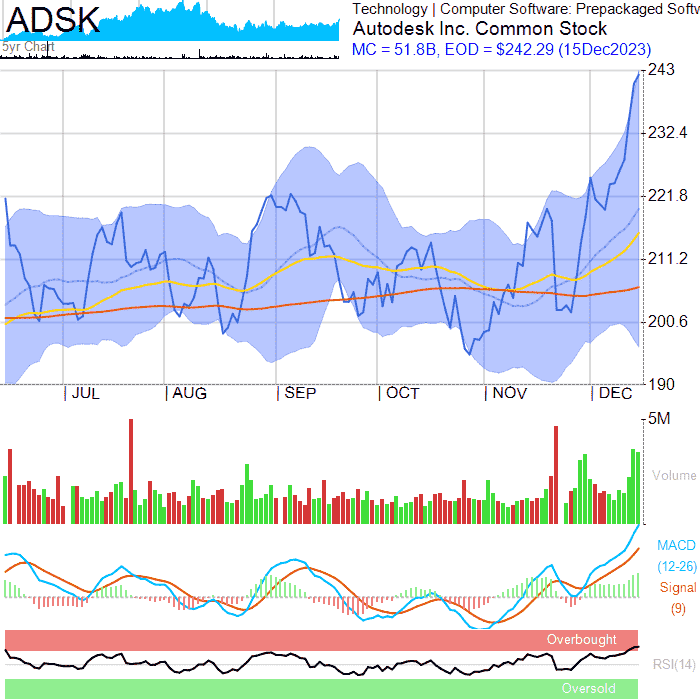 ADSK
5yr Chart
Technology | Computer Software: Prepackaged Softw
Autodesk Inc. Common Stock
MC = 51.8B, EOD = $242.29 (15Dec2023)
243
232.4
221.8
211.2
200.6
190
JUL AUG SEP OCT NOV DEC
5M
Volume
MACD
(12-26)
Signal
(9)
Overbought
RSI(14)
Oversold